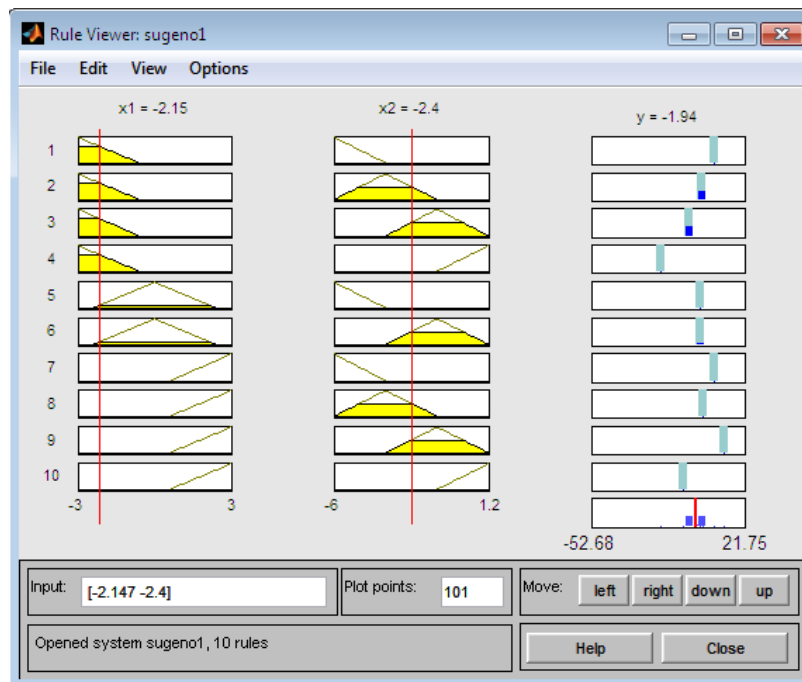 Rule Viewer: sugeno1
File Edit View Options
x1 = -2.15 x2 = -2.4 y = -1.94
1
2
3
4
5
6
7
8
9
10
-3 3 -6 1.2
-52.68 21.75
Input: [-2.147 -2.4] Plot points: 101 Move: left right down up
Opened system sugeno1, 10 rules Help Close